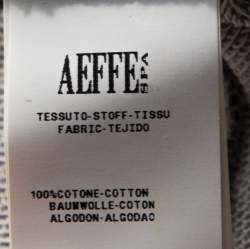 AEFFE SPA
TESSUTO-STOFF-TISSU
FABRIC-TEJIDO
100%COTONE-COTTON
BAUMWOLLE-COTON
ALGODON-ALGODAO